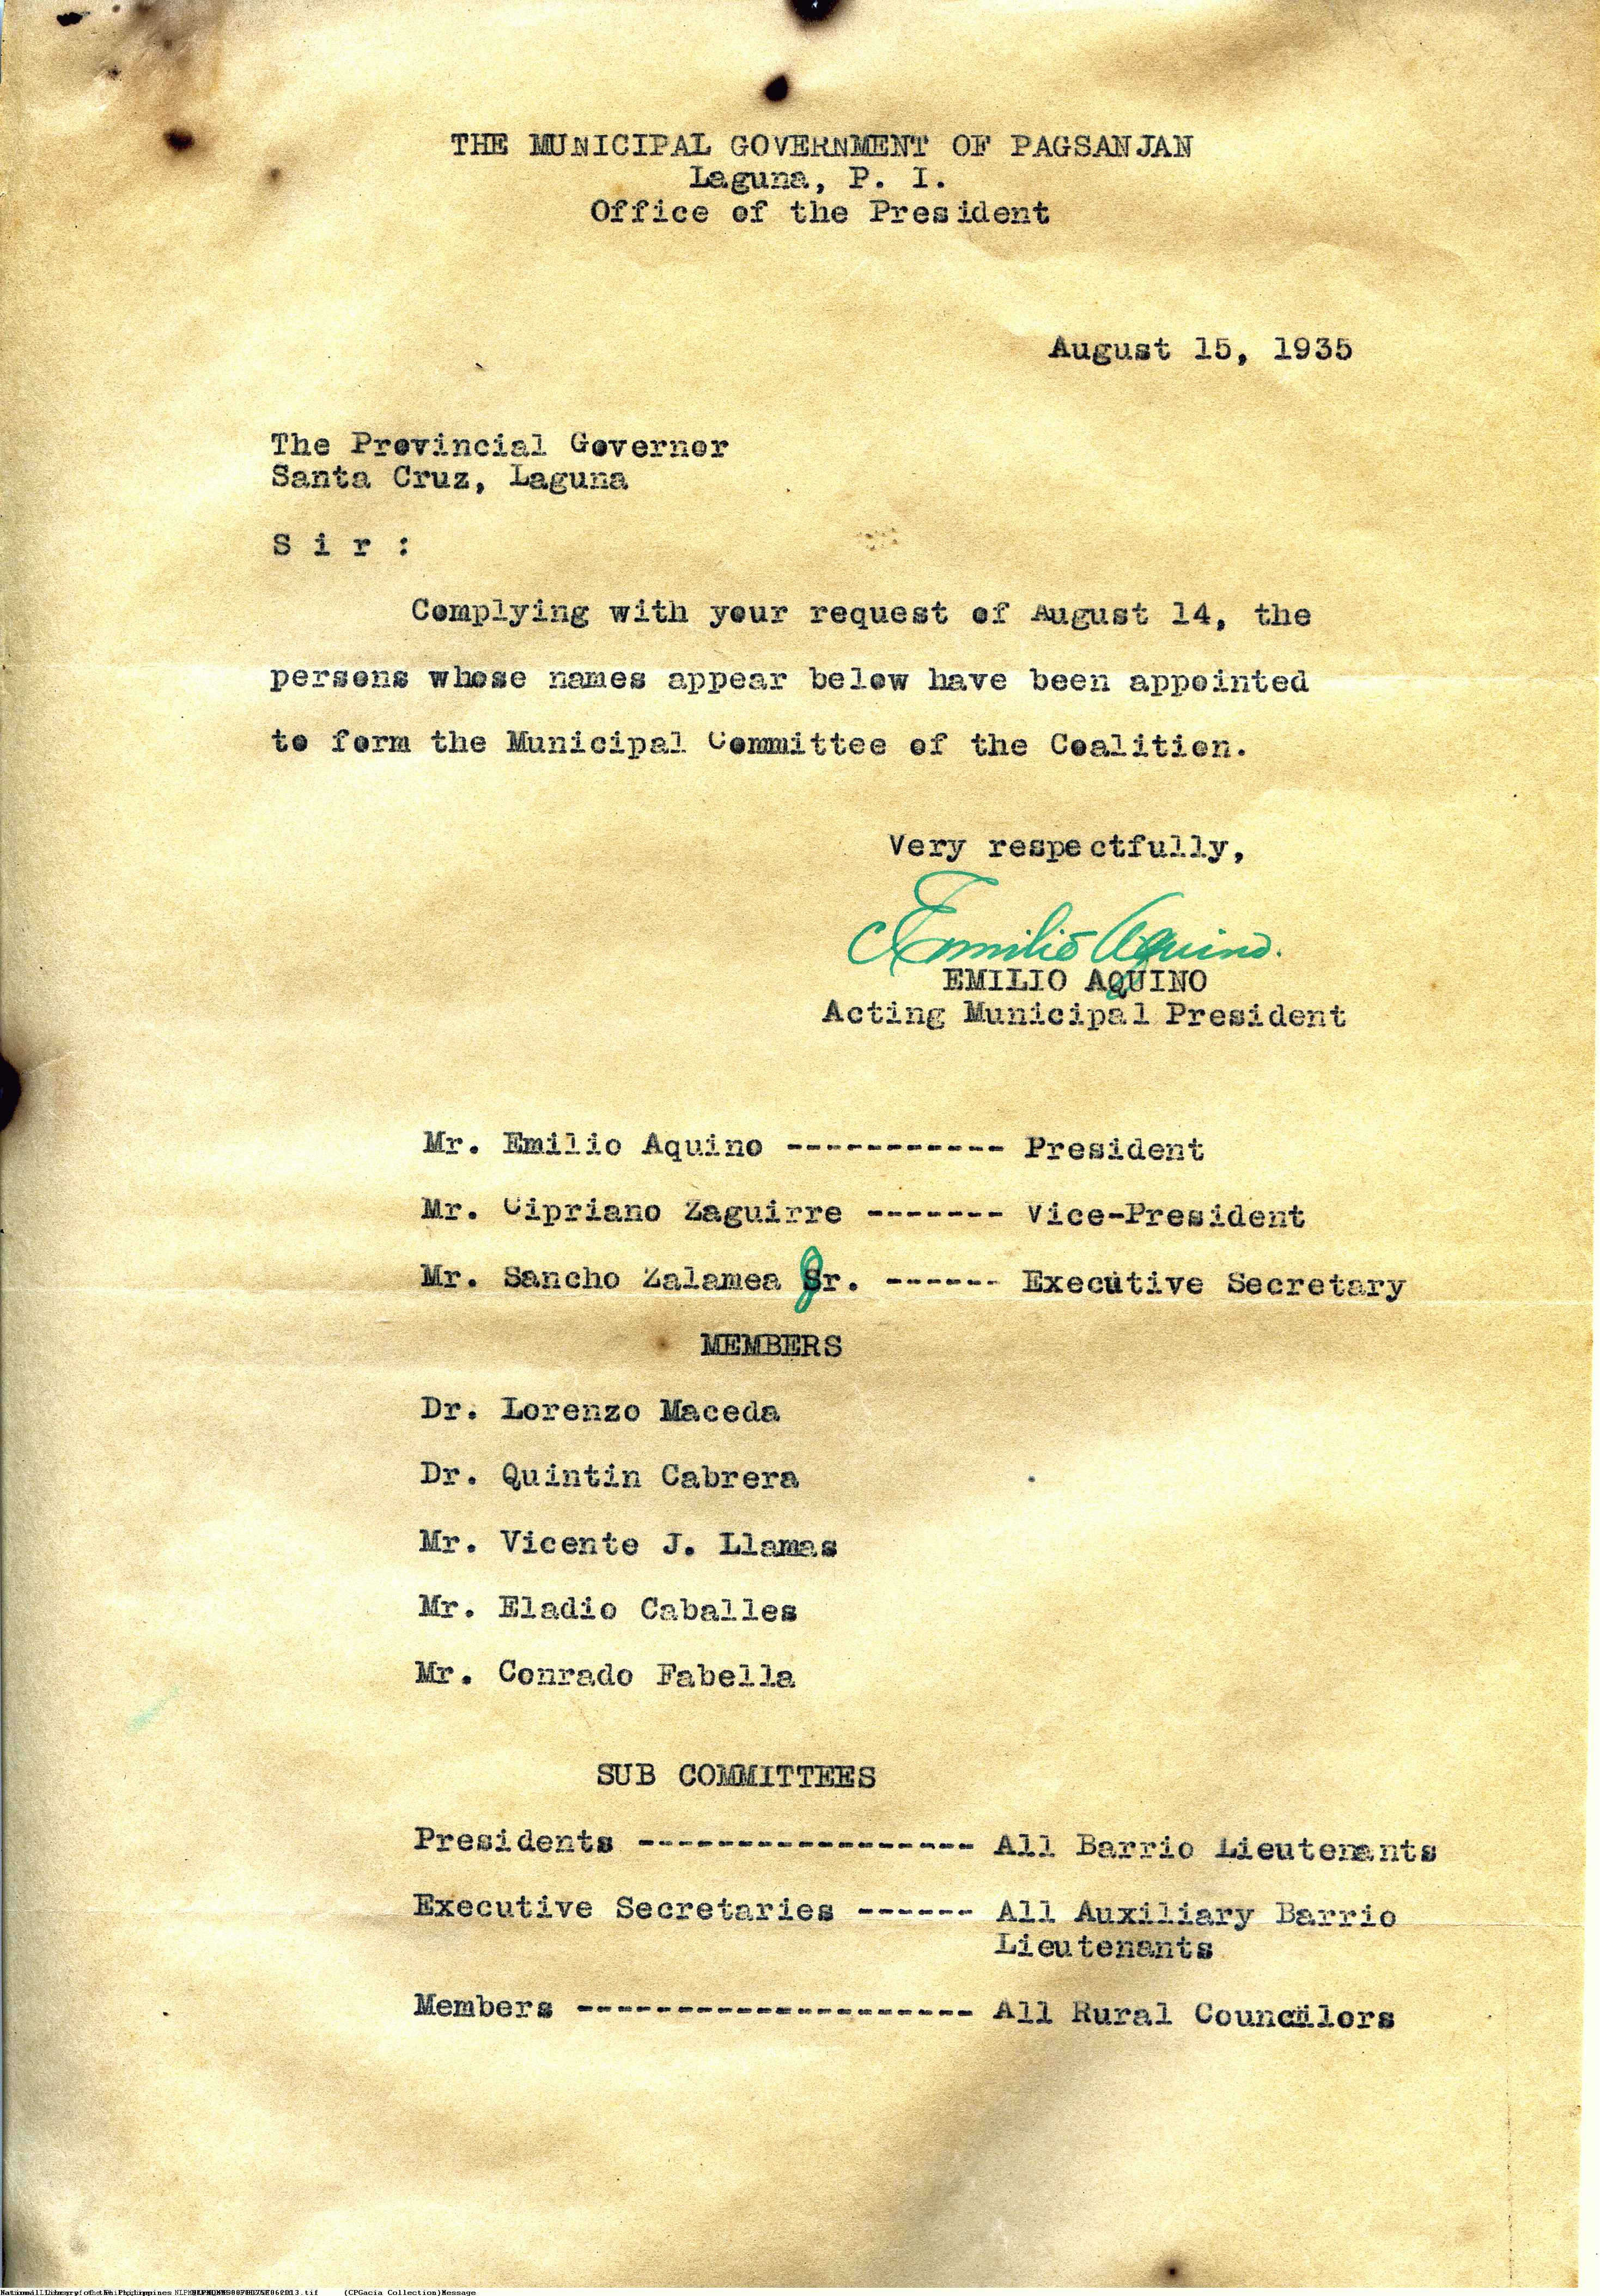 THE MUNICIPAL GOVERNMENT OF PAGSANJAN
Laguna, P. I.
Office of the President
August 15, 1935
The Provincial Governor
Santa Cruz, Laguna
S i r :
Complying with your request of August 14, the
persons whose names appear below have been appointed
to form the Municipal Committee of the Coalition.
Very respectfully,
Emilio Aquino.
EMILIO AQUINO
Acting Municipal President
Mr. Emilio Aquino ------------ President
Mr. Cipriano Zaguirre ------- Vice-President
Mr. Sancho Zalamea Jr. ------ Executive Secretary
MEMBERS
Dr. Lorenzo Maceda
Dr. Quintin Cabrera
Mr. Vicente J. Llamas
Mr. Eladio Caballes
Mr. Conrado Fabella
SUB COMMITTEES
Presidents ----------------- All Barrio Lieutenants
Executive Secretaries ------ All Auxiliary Barrio
Lieutenants
Members -------------------- All Rural Councilors
(CPGacia Collection)Message